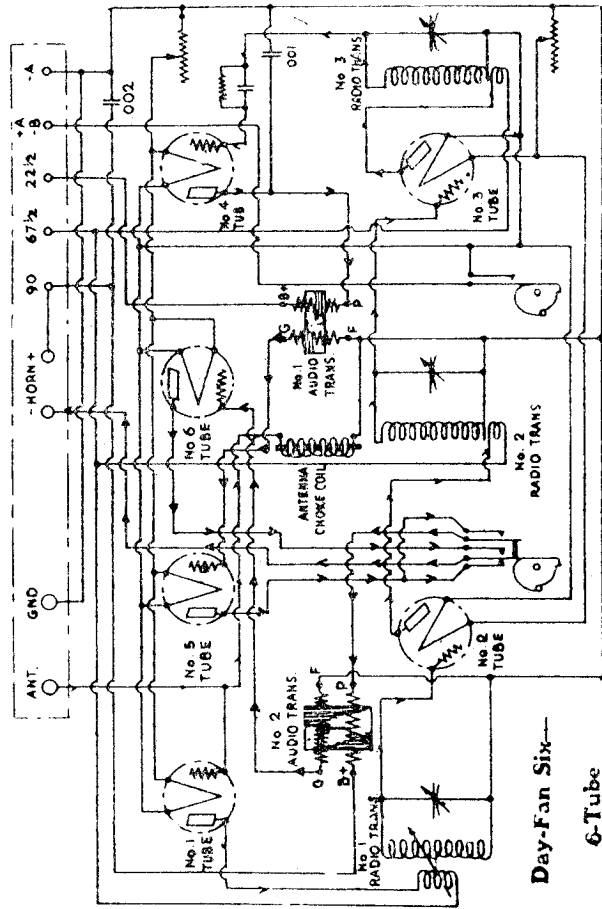 ANT.
GND
- HORN +
90
67½
22½
+A
-B
-A
.002
No.1
TUBE
No.5
TUBE
No 6
TUBE
No 4
TUB
.001
No 2
AUDIO TRANS.
G
F
B+
P
ANTENNA
CHOKE COIL
No.1
AUDIO
TRANS.
G
B+
F
P
No 3
RADIO TRANS
No 1
RADIO TRANS
No 2
TUBE
No. 2
RADIO TRANS
No 3
TUBE
Day-Fan Six—
6-Tube